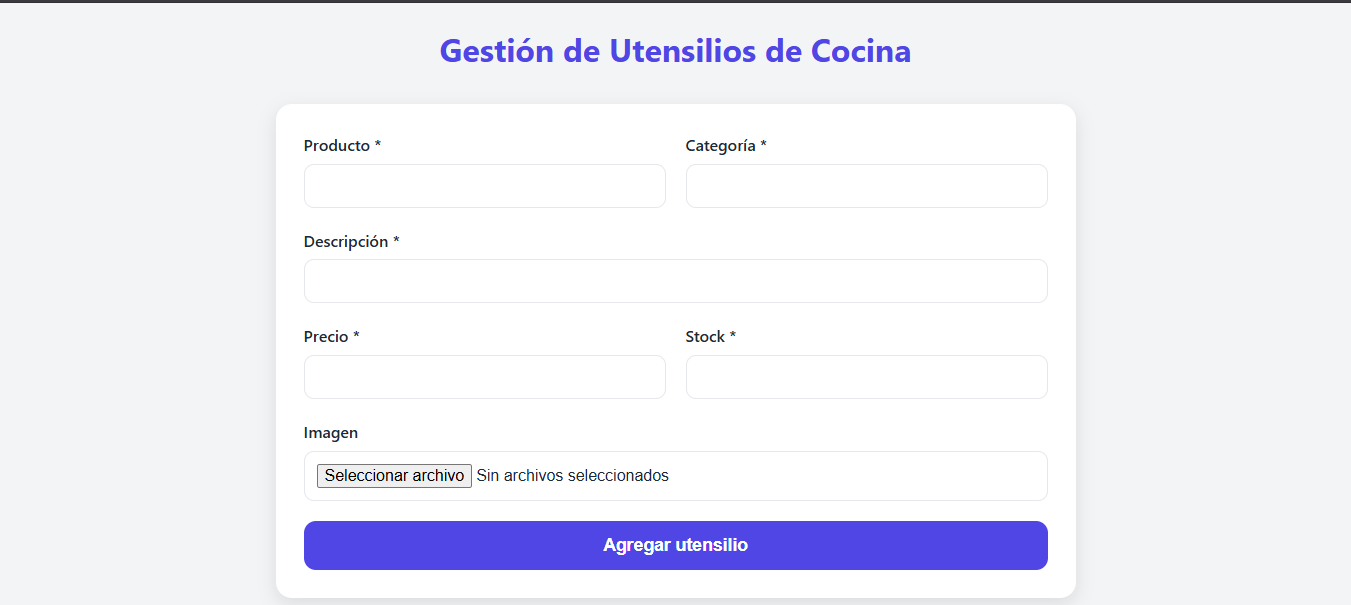 Gestión de Utensilios de Cocina
Producto * Categoría *
Descripción *
Precio * Stock *
Imagen
Seleccionar archivo Sin archivos seleccionados
Agregar utensilio